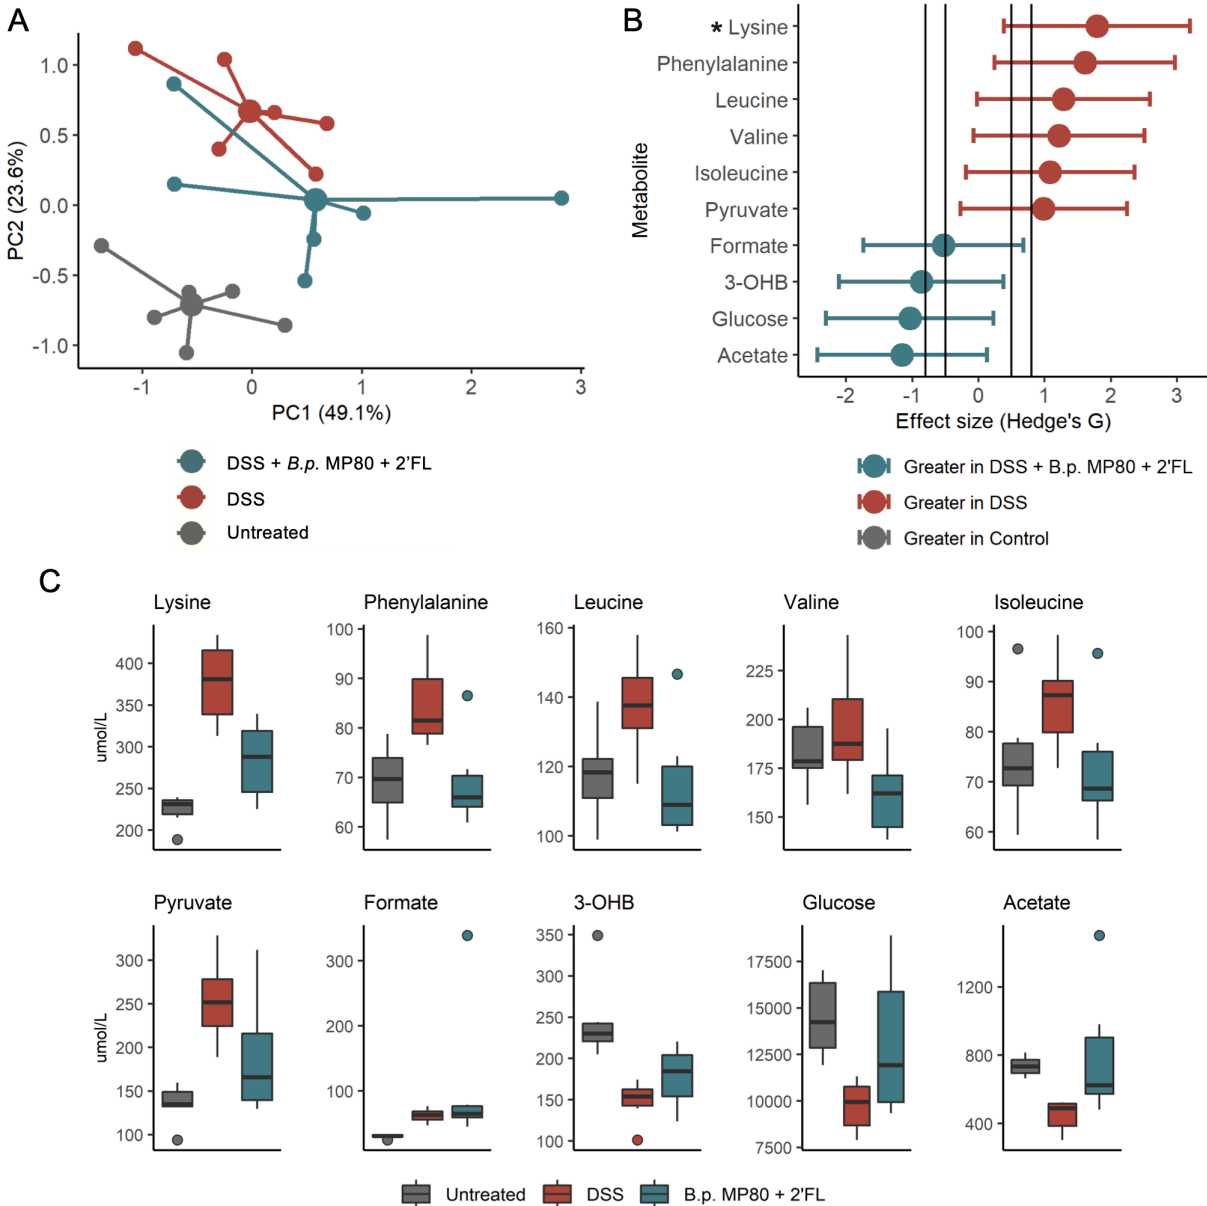 A
PC2 (23.6%)
1.0
0.5
0.0
-0.5
-1.0
-1
0
1
2
3
PC1 (49.1%)
DSS + B.p. MP80 + 2'FL
DSS
Untreated
B
Metabolite
* Lysine
Phenylalanine
Leucine
Valine
Isoleucine
Pyruvate
Formate
3-OHB
Glucose
Acetate
-2
-1
0
1
2
3
Effect size (Hedge's G)
Greater in DSS + B.p. MP80 + 2'FL
Greater in DSS
Greater in Control
C
Lysine
umol/L
400
350
300
250
200
Phenylalanine
100
90
80
70
60
Leucine
160
140
120
100
Valine
225
200
175
150
Isoleucine
100
90
80
70
60
Pyruvate
umol/L
300
250
200
150
100
Formate
300
200
100
3-OHB
350
300
250
200
150
100
Glucose
17500
15000
12500
10000
7500
Acetate
1200
800
400
Untreated
DSS
B.p. MP80 + 2'FL